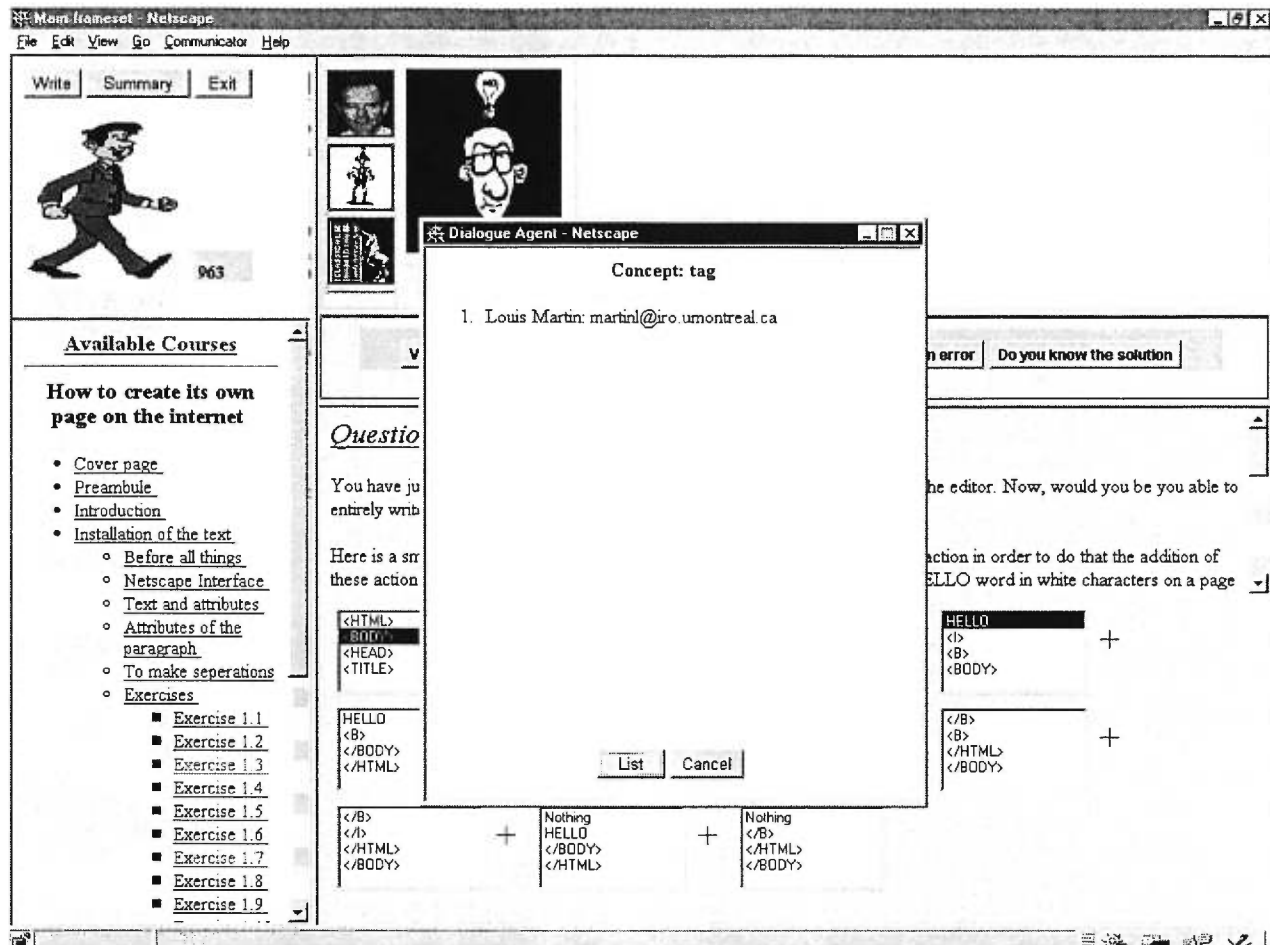 Main frameset - Netscape
File Edit View Go Communicator Help
Write Summary Exit
963
Available Courses
How to create its own
page on the internet
• Cover page
• Preambule
• Introduction
• Installation of the text
Before all things
Netscape Interface
Text and attributes
Attributes of the
paragraph
To make seperations
Exercises
Exercise 1.1
Exercise 1.2
Exercise 1.3
Exercise 1.4
Exercise 1.5
Exercise 1.6
Exercise 1.7
Exercise 1.8
Exercise 1.9
Dialogue Agent - Netscape
Concept: tag
1. Louis Martin: martinl@iro.umontreal.ca
List Cancel
n error Do you know the solution
Questio
You have ju he editor. Now, would you be you able to
entirely writ
Here is a sm action in order to do that the addition of
these action ELLO word in white characters on a page
<HTML>
<BODY>
<HEAD>
<TITLE>
HELLO
<I>
<B>
<BODY>
+
HELLO
<B>
</BODY>
</HTML>
</B>
<B>
</HTML>
</BODY>
+
</B>
</I>
</HTML>
</BODY>
+
Nothing
HELLO
</BODY>
</HTML>
+
Nothing
</B>
</HTML>
</BODY>